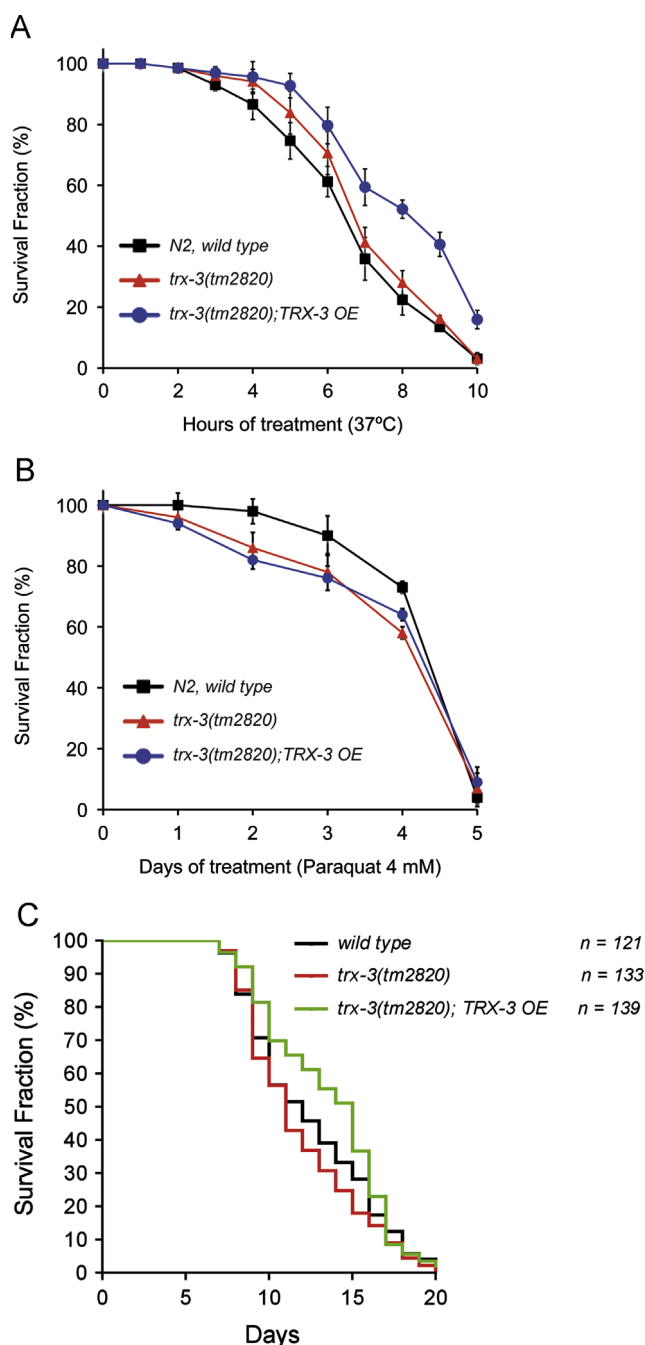 A
100
80
60
40
20
0
Survival Fraction (%)
N2, wild type
trx-3(tm2820)
trx-3(tm2820);TRX-3 OE
0 2 4 6 8 10
Hours of treatment (37ºC)
B
100
80
60
40
20
0
Survival Fraction (%)
N2, wild type
trx-3(tm2820)
trx-3(tm2820);TRX-3 OE
0 1 2 3 4 5
Days of treatment (Paraquat 4 mM)
C
100
90
80
70
60
50
40
30
20
10
0
Survival Fraction (%)
wild type n = 121
trx-3(tm2820) n = 133
trx-3(tm2820); TRX-3 OE n = 139
0 5 10 15 20
Days